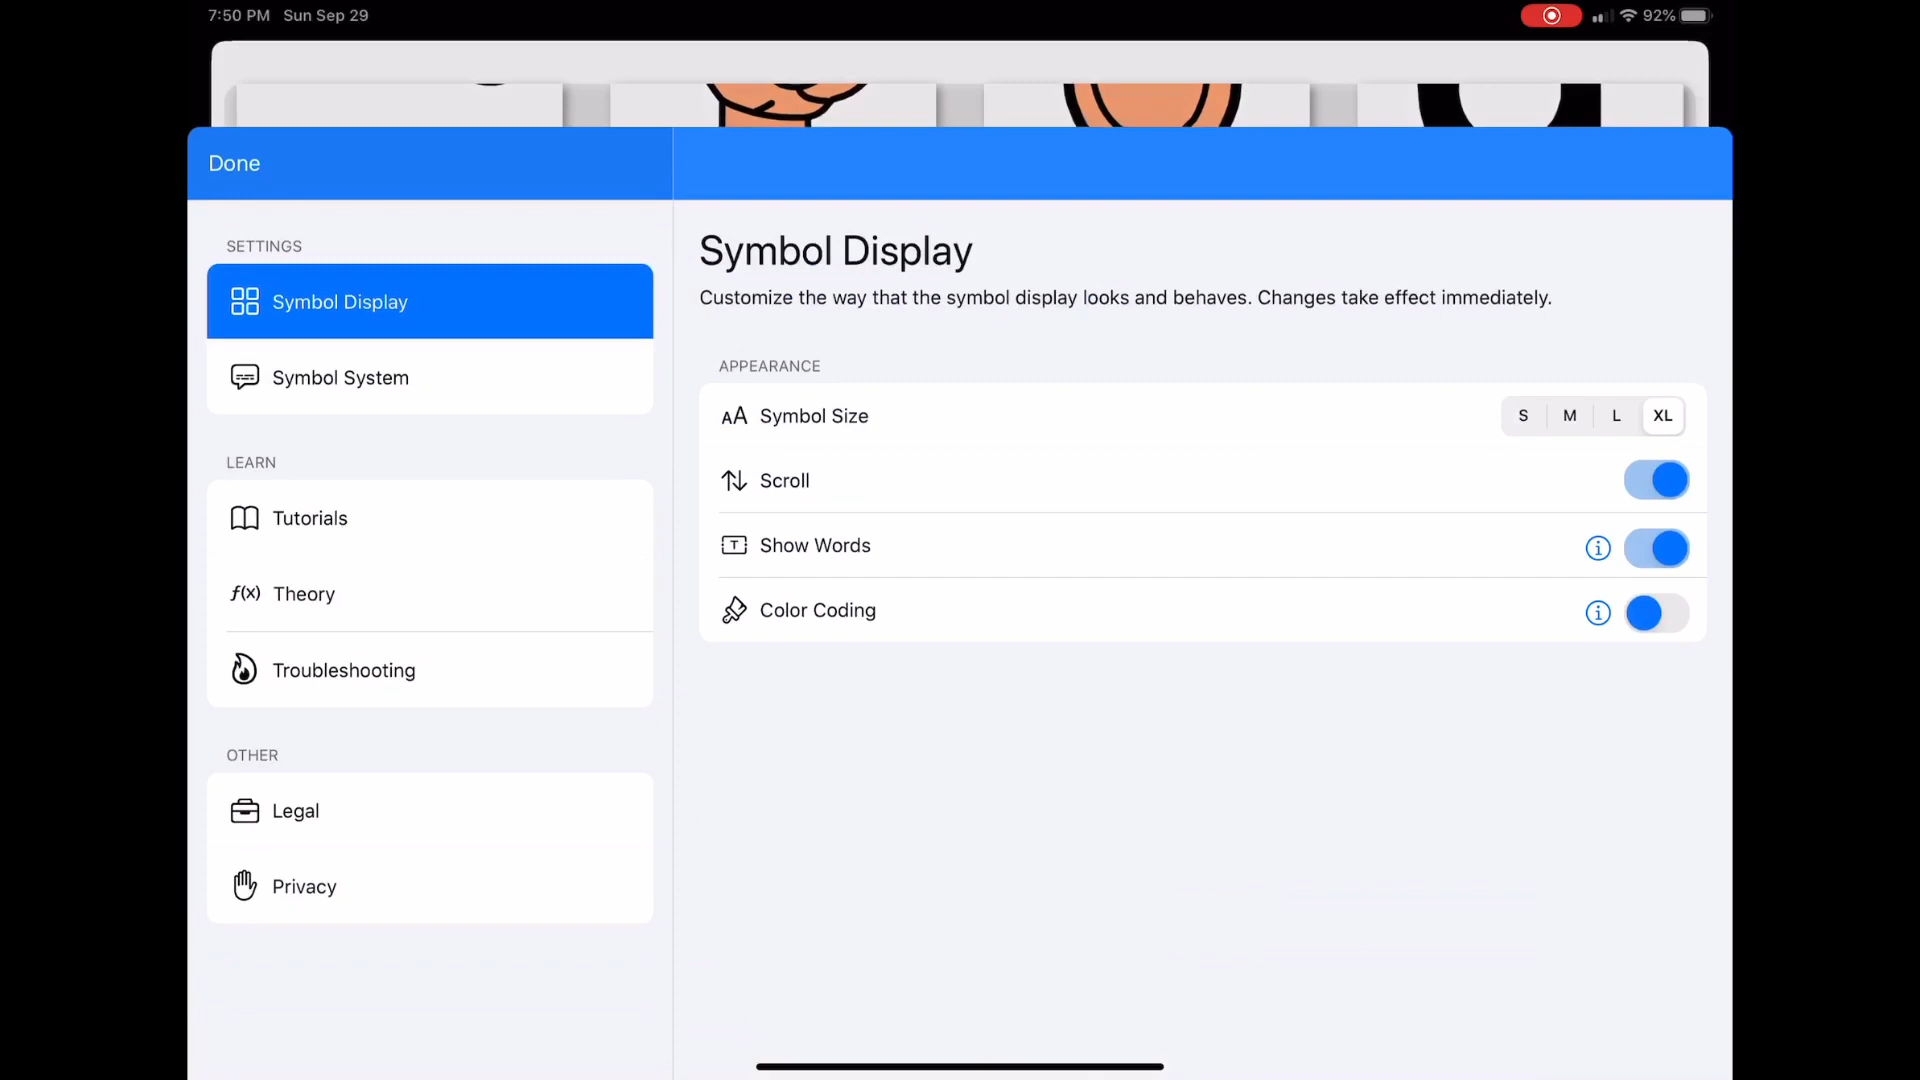 7:50 PM Sun Sep 29
92%
Done
SETTINGS
Symbol Display
Symbol System
LEARN
Tutorials
f(x) Theory
Troubleshooting
OTHER
Legal
Privacy
Symbol Display
Customize the way that the symbol display looks and behaves. Changes take effect immediately.
APPEARANCE
AA Symbol Size S M L XL
Scroll
T Show Words i
Color Coding i